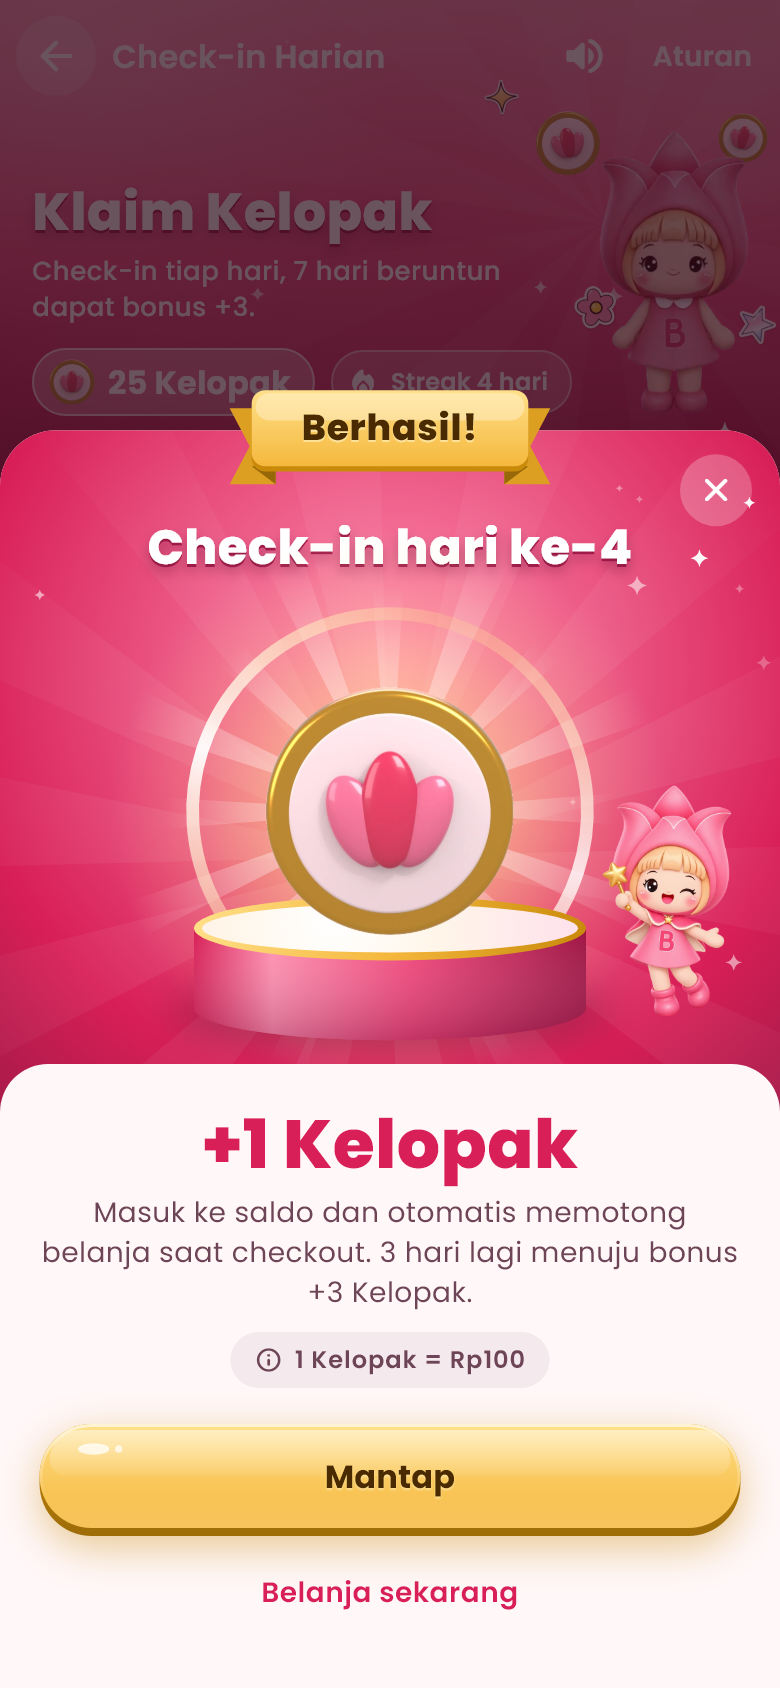 Check-in Harian
Aturan
Klaim Kelopak
Check-in tiap hari, 7 hari beruntun
dapat bonus +3.
25 Kelopak
Streak 4 hari
B
Berhasil!
Check-in hari ke-4
B
+1 Kelopak
Masuk ke saldo dan otomatis memotong
belanja saat checkout. 3 hari lagi menuju bonus
+3 Kelopak.
1 Kelopak = Rp100
Mantap
Belanja sekarang